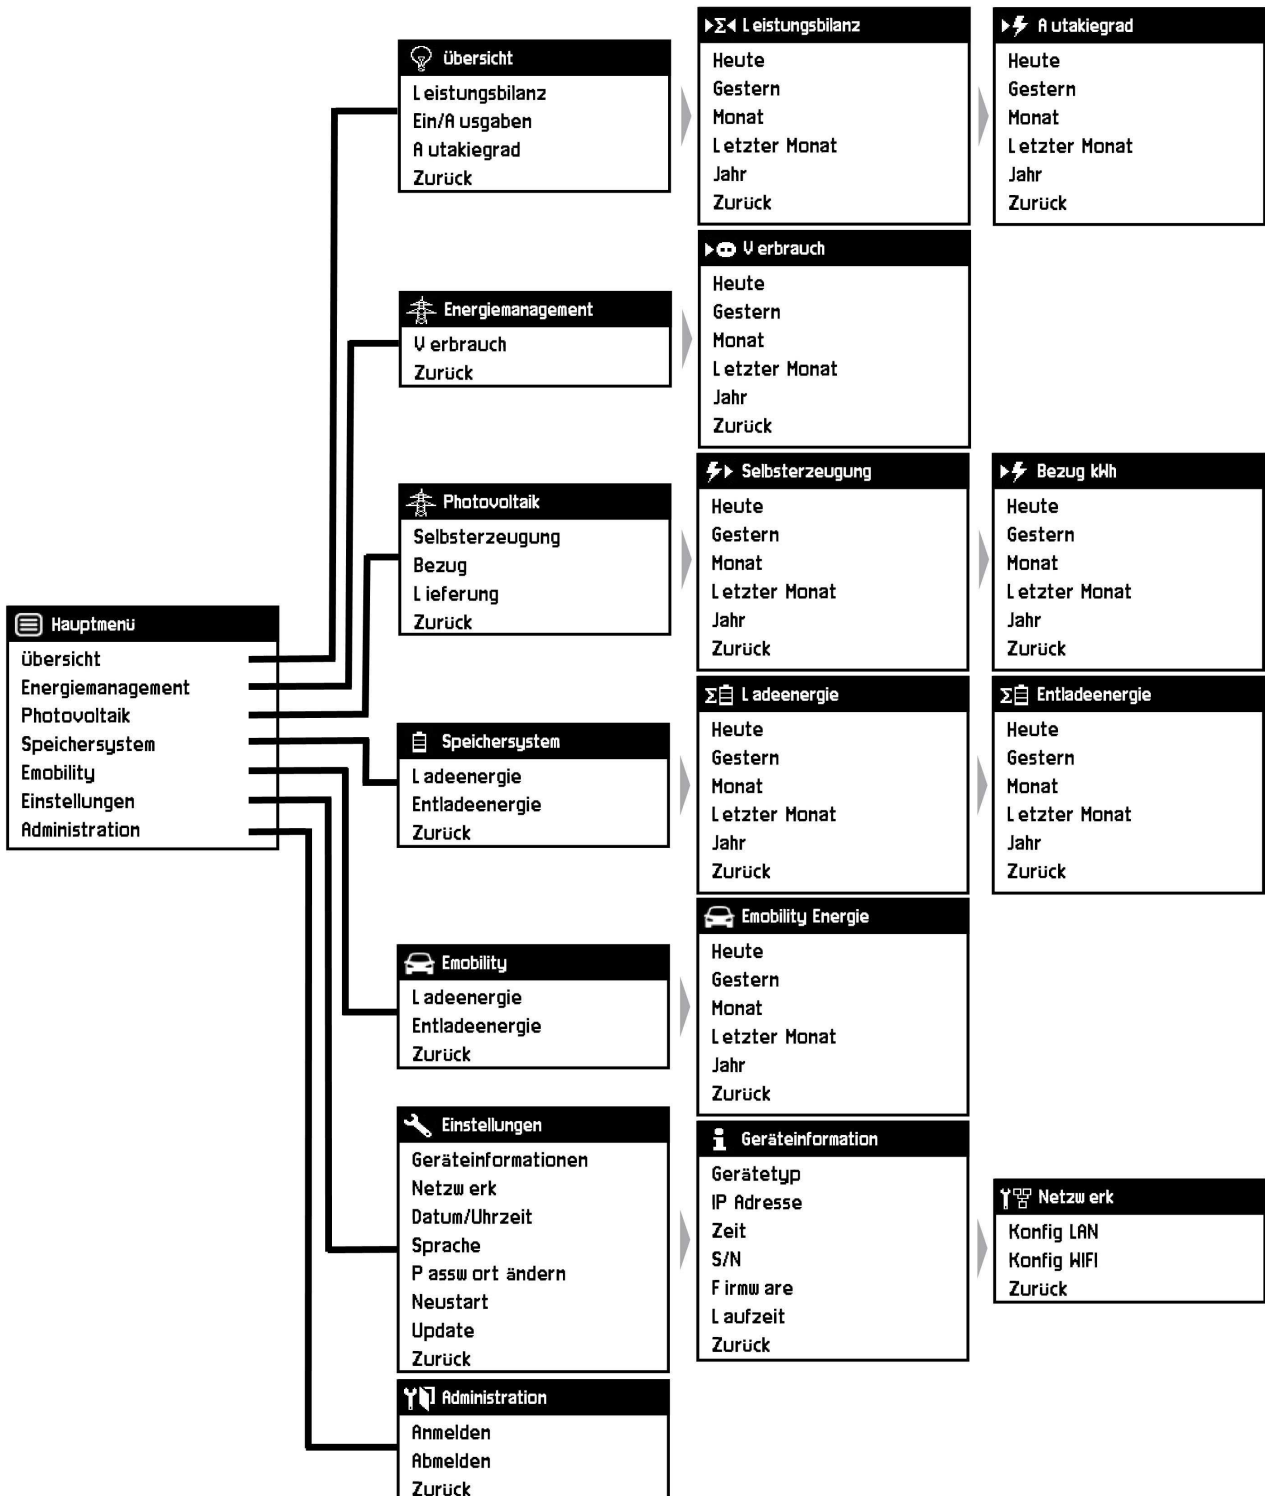 Hauptmenü
übersicht
Energiemanagement
Photovoltaik
Speichersystem
Emobility
Einstellungen
Administration
übersicht
Leistungsbilanz
Ein/Ausgaben
Autakiegrad
Zurück
Leistungsbilanz
Heute
Gestern
Monat
Letzter Monat
Jahr
Zurück
Autakiegrad
Heute
Gestern
Monat
Letzter Monat
Jahr
Zurück
Energiemanagement
Verbrauch
Zurück
Verbrauch
Heute
Gestern
Monat
Letzter Monat
Jahr
Zurück
Photovoltaik
Selbsterzeugung
Bezug
Lieferung
Zurück
Selbsterzeugung
Heute
Gestern
Monat
Letzter Monat
Jahr
Zurück
Bezug kWh
Heute
Gestern
Monat
Letzter Monat
Jahr
Zurück
Speichersystem
Ladeenergie
Entladeenergie
Zurück
Σ Ladeenergie
Heute
Gestern
Monat
Letzter Monat
Jahr
Zurück
Σ Entladeenergie
Heute
Gestern
Monat
Letzter Monat
Jahr
Zurück
Emobility
Ladeenergie
Entladeenergie
Zurück
Emobility Energie
Heute
Gestern
Monat
Letzter Monat
Jahr
Zurück
Einstellungen
Geräteinformationen
Netzwerk
Datum/Uhrzeit
Sprache
Passwort ändern
Neustart
Update
Zurück
Geräteinformation
Gerätetyp
IP Adresse
Zeit
S/N
Firmware
Laufzeit
Zurück
Netzwerk
Konfig LAN
Konfig WIFI
Zurück
Administration
Anmelden
Abmelden
Zurück